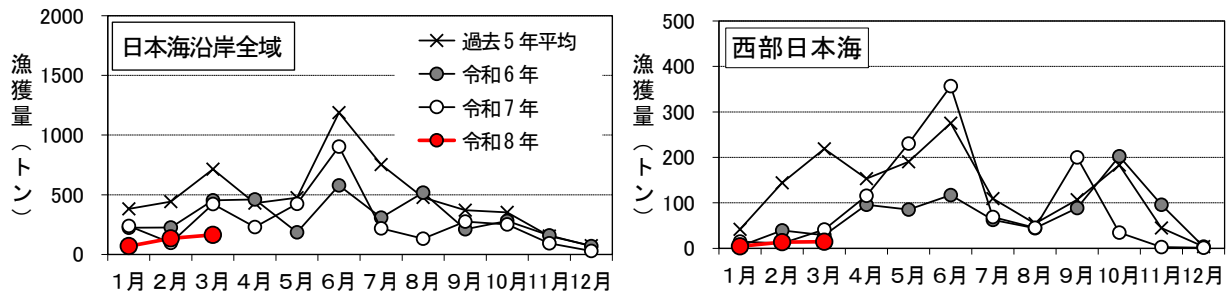 日本海沿岸全域
漁獲量（トン）
2000
1500
1000
500
0
過去５年平均
令和６年
令和７年
令和８年
1月 2月 3月 4月 5月 6月 7月 8月 9月 10月 11月 12月
西部日本海
漁獲量（トン）
500
400
300
200
100
0
1月 2月 3月 4月 5月 6月 7月 8月 9月 10月 11月 12月